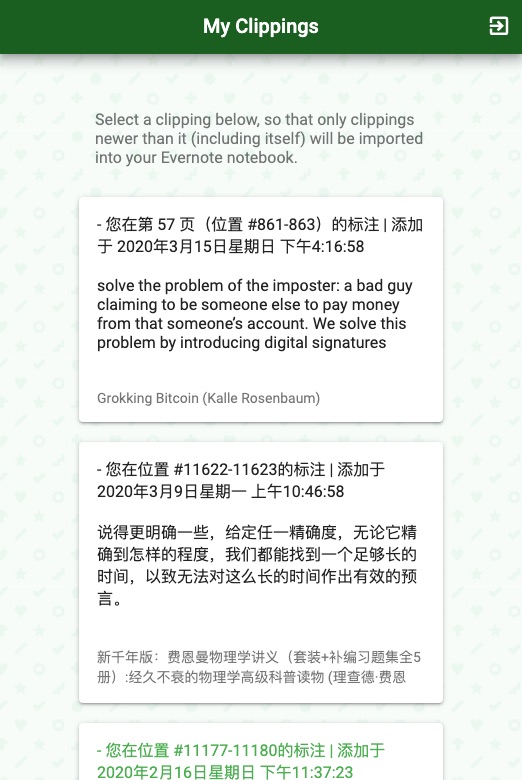 My Clippings
Select a clipping below, so that only clippings
newer than it (including itself) will be imported
into your Evernote notebook.
- 您在第 57 页（位置 #861-863）的标注 | 添加
于 2020年3月15日星期日 下午4:16:58
solve the problem of the imposter: a bad guy
claiming to be someone else to pay money
from that someone’s account. We solve this
problem by introducing digital signatures
Grokking Bitcoin (Kalle Rosenbaum)
- 您在位置 #11622-11623的标注 | 添加于
2020年3月9日星期一 上午10:46:58
说得更明确一些，给定任一精确度，无论它精
确到怎样的程度，我们都能找到一个足够长的
时间，以致无法对这么长的时间作出有效的预
言。
新千年版：费恩曼物理学讲义（套装+补编习题集全5
册）:经久不衰的物理学高级科普读物 (理查德·费恩
- 您在位置 #11177-11180的标注 | 添加于
2020年2月16日星期日 下午11:37:23